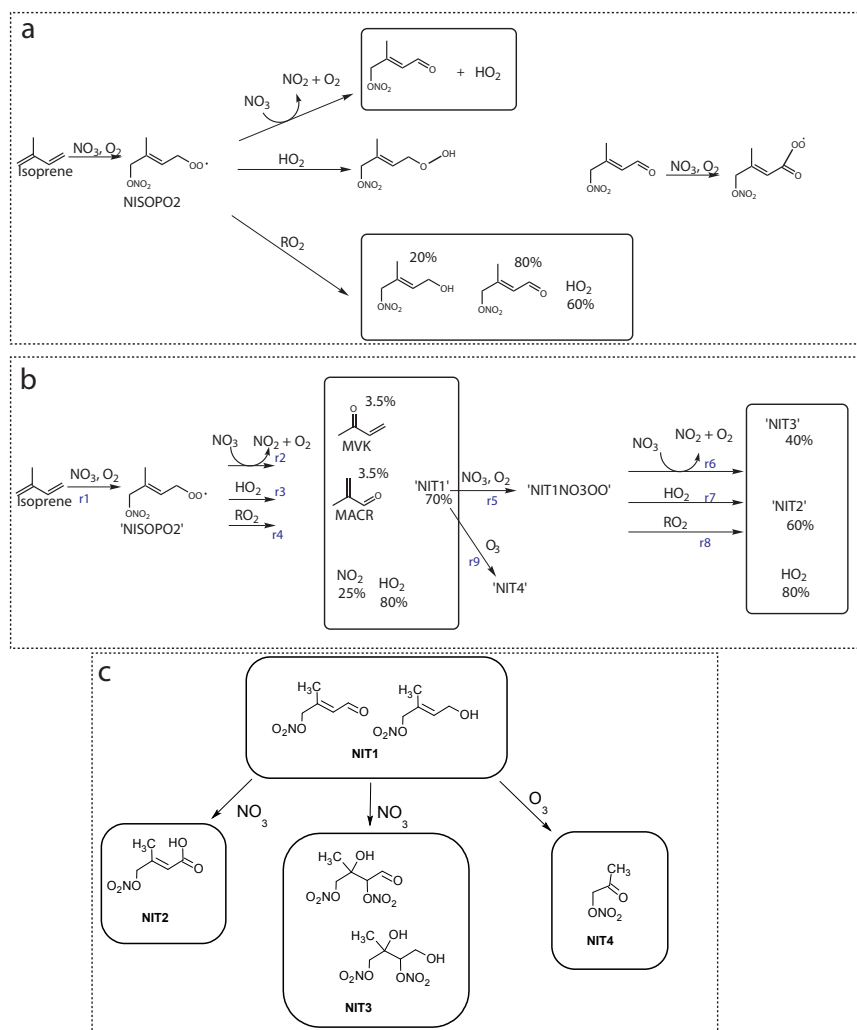 a
NO₂ + O₂
NO₃
O
ONO₂
+ HO₂
NO₃, O₂
Isoprene
OO·
ONO₂
NISOPO2
HO₂
O
OH
ONO₂
O
ONO₂
NO₃, O₂
OO·
O
ONO₂
RO₂
20%
OH
ONO₂
80%
O
ONO₂
HO₂
60%
b
NO₃, O₂
r1
Isoprene
OO·
ONO₂
'NISOPO2'
NO₃
NO₂ + O₂
r2
HO₂
r3
RO₂
r4
O
3.5%
MVK
3.5%
O
MACR
NO₂
25%
HO₂
80%
'NIT1'
70%
NO₃, O₂
r5
'NIT1NO3OO'
O₃
r9
'NIT4'
NO₃
NO₂ + O₂
r6
HO₂
r7
RO₂
r8
'NIT3'
40%
'NIT2'
60%
HO₂
80%
c
H₃C
O
O
O₂N
H₃C
OH
O
O₂N
NIT1
NO₃
NO₃
O₃
H₃C
HO
O
O
O₂N
NIT2
H₃C
OH
O
O
O₂N
ONO₂
H₃C
OH
OH
O
O₂N
ONO₂
NIT3
CH₃
O
ONO₂
NIT4